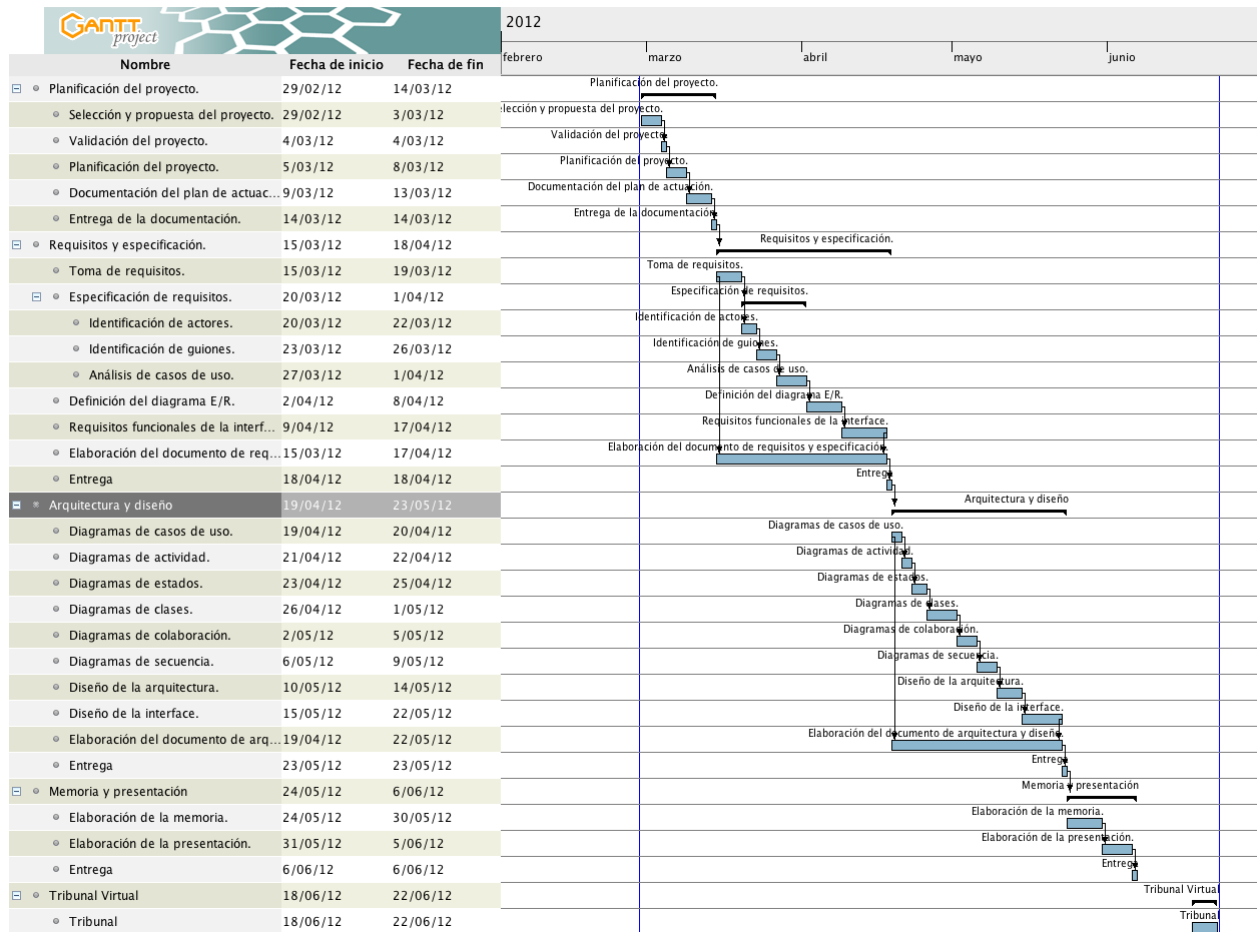 GANTT
project
2012
febrero marzo abril mayo junio
Nombre Fecha de inicio Fecha de fin
Planificación del proyecto. 29/02/12 14/03/12 Planificación del proyecto.
Selección y propuesta del proyecto. 29/02/12 3/03/12 elección y propuesta del proyecto.
Validación del proyecto. 4/03/12 4/03/12 Validación del proyecto.
Planificación del proyecto. 5/03/12 8/03/12 Planificación del proyecto.
Documentación del plan de actuac... 9/03/12 13/03/12 Documentación del plan de actuación.
Entrega de la documentación. 14/03/12 14/03/12 Entrega de la documentación.
Requisitos y especificación. 15/03/12 18/04/12 Requisitos y especificación.
Toma de requisitos. 15/03/12 19/03/12 Toma de requisitos.
Especificación de requisitos. 20/03/12 1/04/12 Especificación de requisitos.
Identificación de actores. 20/03/12 22/03/12 Identificación de actores.
Identificación de guiones. 23/03/12 26/03/12 Identificación de guiones.
Análisis de casos de uso. 27/03/12 1/04/12 Análisis de casos de uso.
Definición del diagrama E/R. 2/04/12 8/04/12 Definición del diagrama E/R.
Requisitos funcionales de la interf... 9/04/12 17/04/12 Requisitos funcionales de la interface.
Elaboración del documento de req... 15/03/12 17/04/12 Elaboración del documento de requisitos y especificación.
Entrega 18/04/12 18/04/12 Entrega
Arquitectura y diseño 19/04/12 23/05/12 Arquitectura y diseño
Diagramas de casos de uso. 19/04/12 20/04/12 Diagramas de casos de uso.
Diagramas de actividad. 21/04/12 22/04/12 Diagramas de actividad.
Diagramas de estados. 23/04/12 25/04/12 Diagramas de estados.
Diagramas de clases. 26/04/12 1/05/12 Diagramas de clases.
Diagramas de colaboración. 2/05/12 5/05/12 Diagramas de colaboración.
Diagramas de secuencia. 6/05/12 9/05/12 Diagramas de secuencia.
Diseño de la arquitectura. 10/05/12 14/05/12 Diseño de la arquitectura.
Diseño de la interface. 15/05/12 22/05/12 Diseño de la interface.
Elaboración del documento de arq... 19/04/12 22/05/12 Elaboración del documento de arquitectura y diseño.
Entrega 23/05/12 23/05/12 Entrega
Memoria y presentación 24/05/12 6/06/12 Memoria y presentación
Elaboración de la memoria. 24/05/12 30/05/12 Elaboración de la memoria.
Elaboración de la presentación. 31/05/12 5/06/12 Elaboración de la presentación.
Entrega 6/06/12 6/06/12 Entrega
Tribunal Virtual 18/06/12 22/06/12 Tribunal Virtual
Tribunal 18/06/12 22/06/12 Tribunal